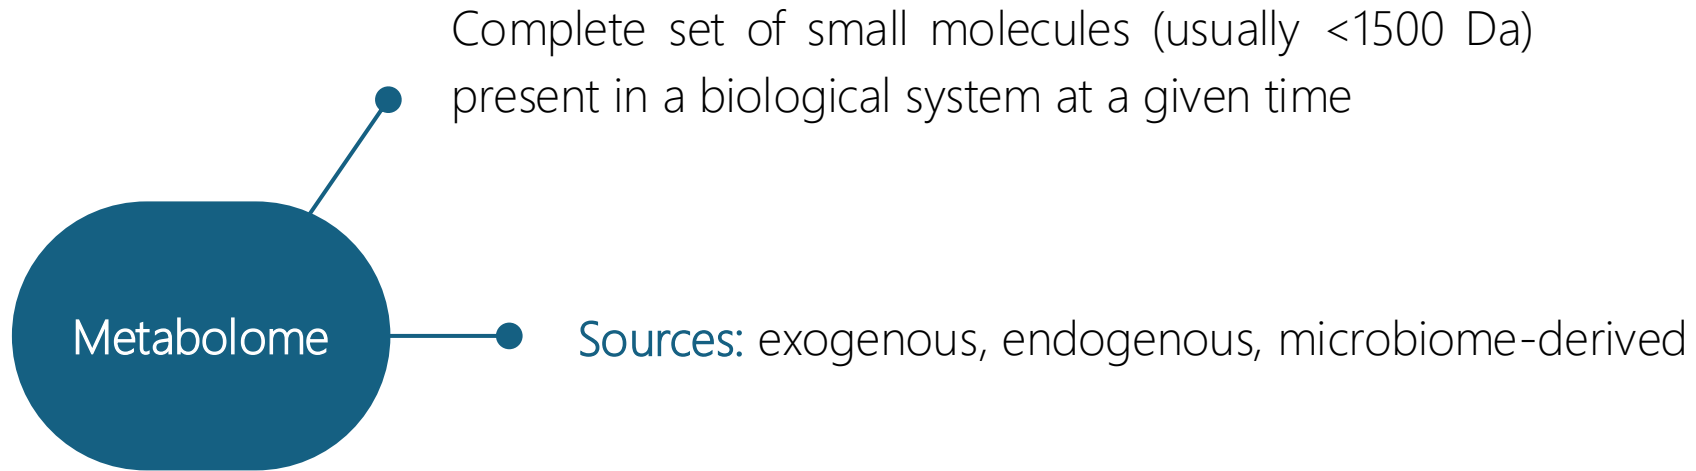 Complete set of small molecules (usually <1500 Da)
present in a biological system at a given time
Metabolome
Sources: exogenous, endogenous, microbiome-derived